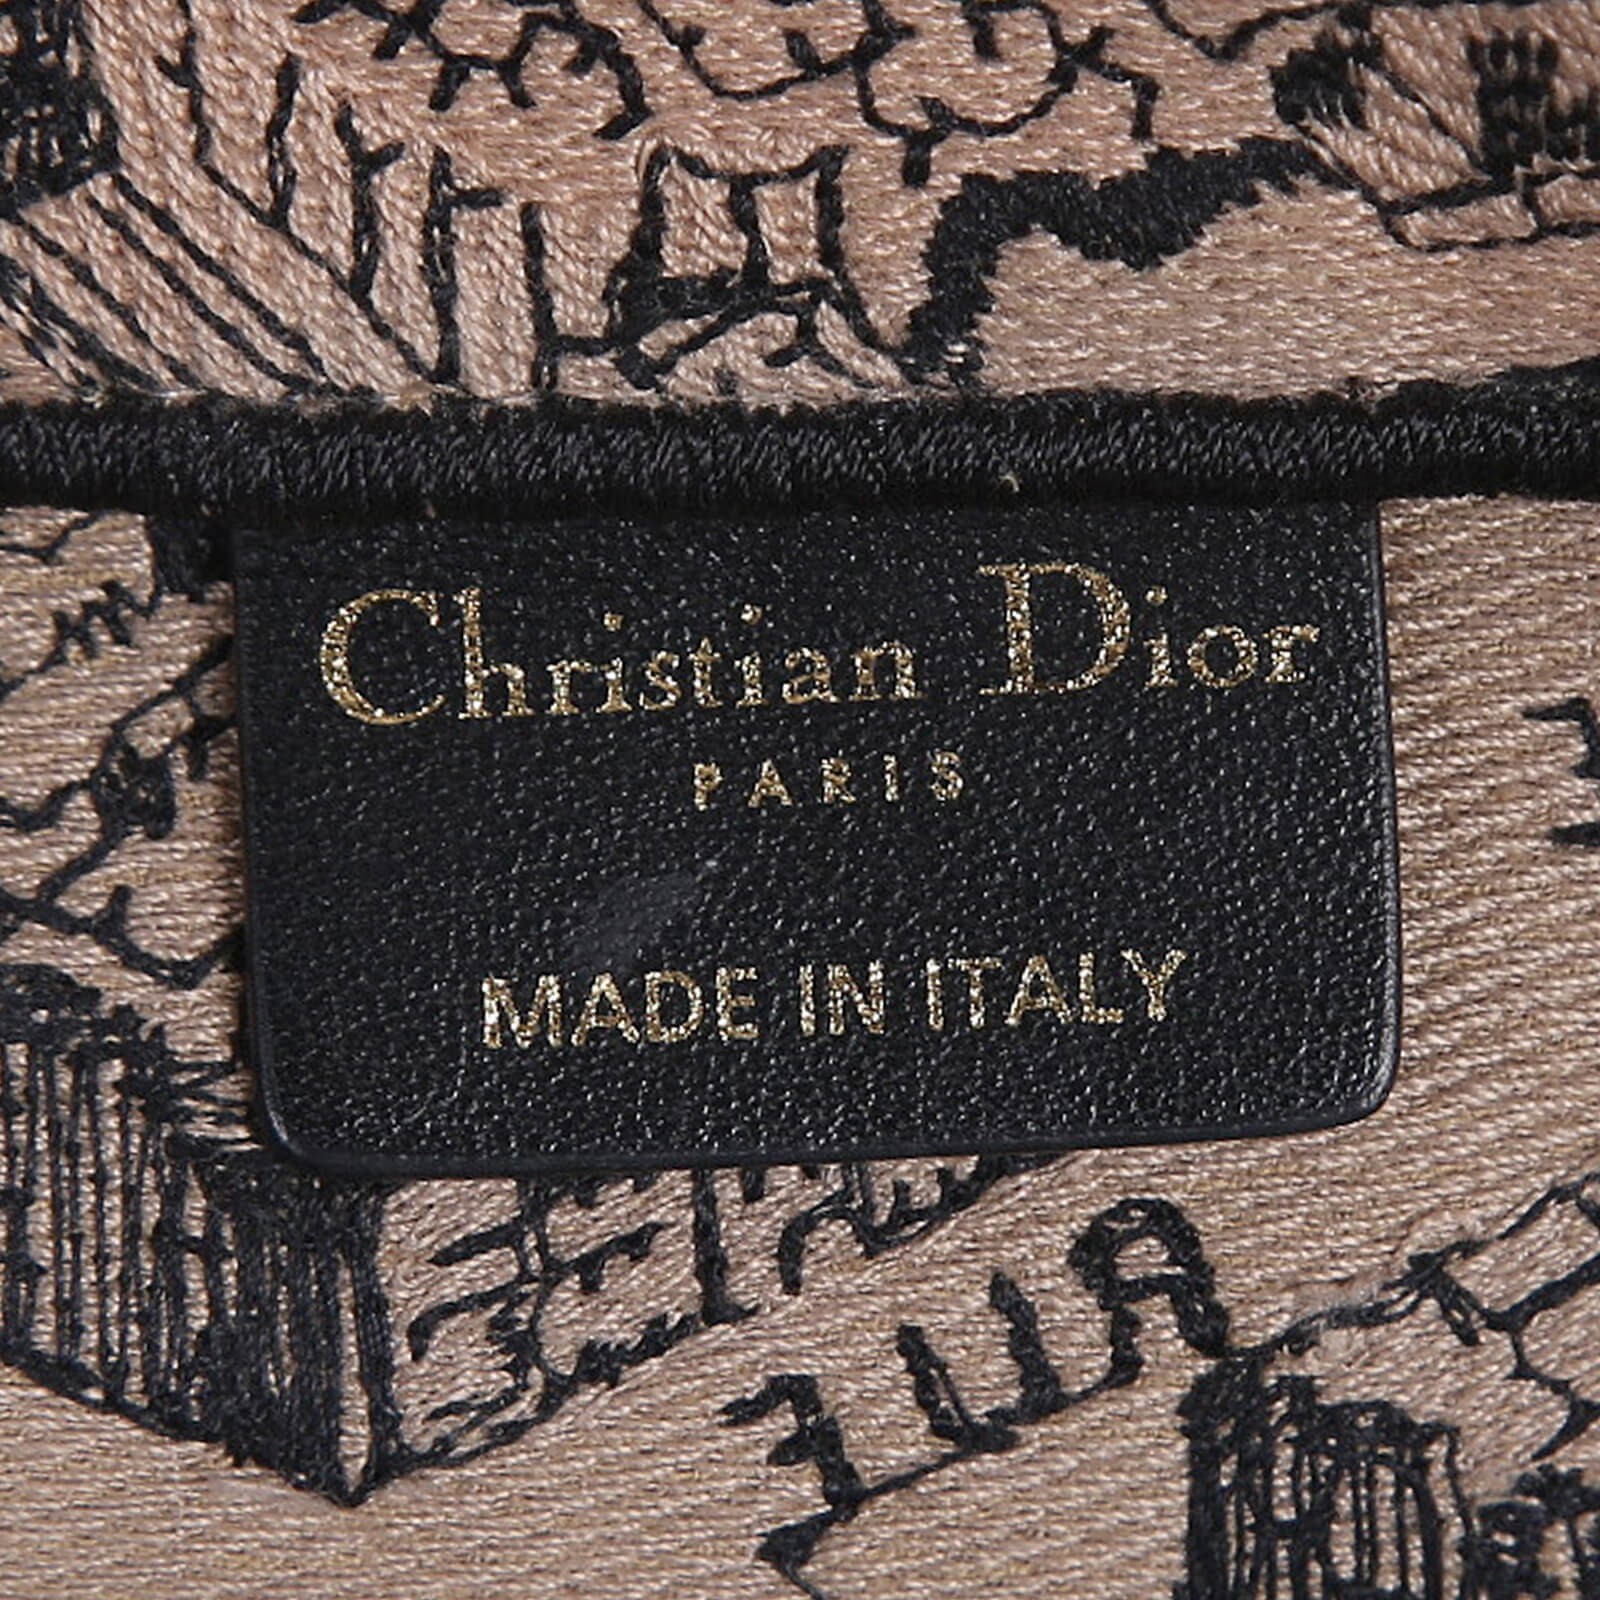 Christian Dior
PARIS
MADE IN ITALY